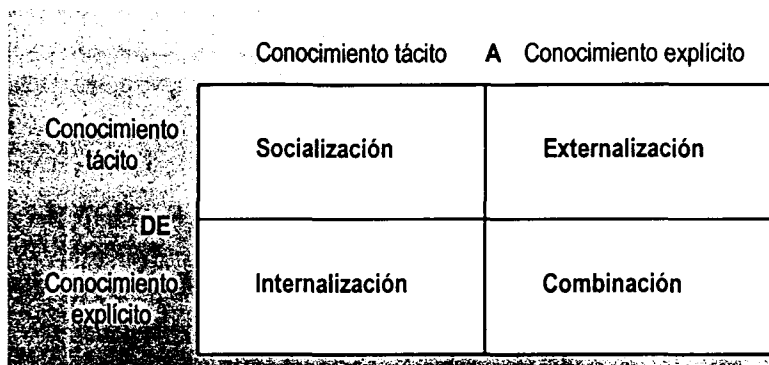 Conocimiento tácito A Conocimiento explícito
Conocimiento
tácito
Socialización Externalización
DE
Conocimiento
explícito
Internalización Combinación